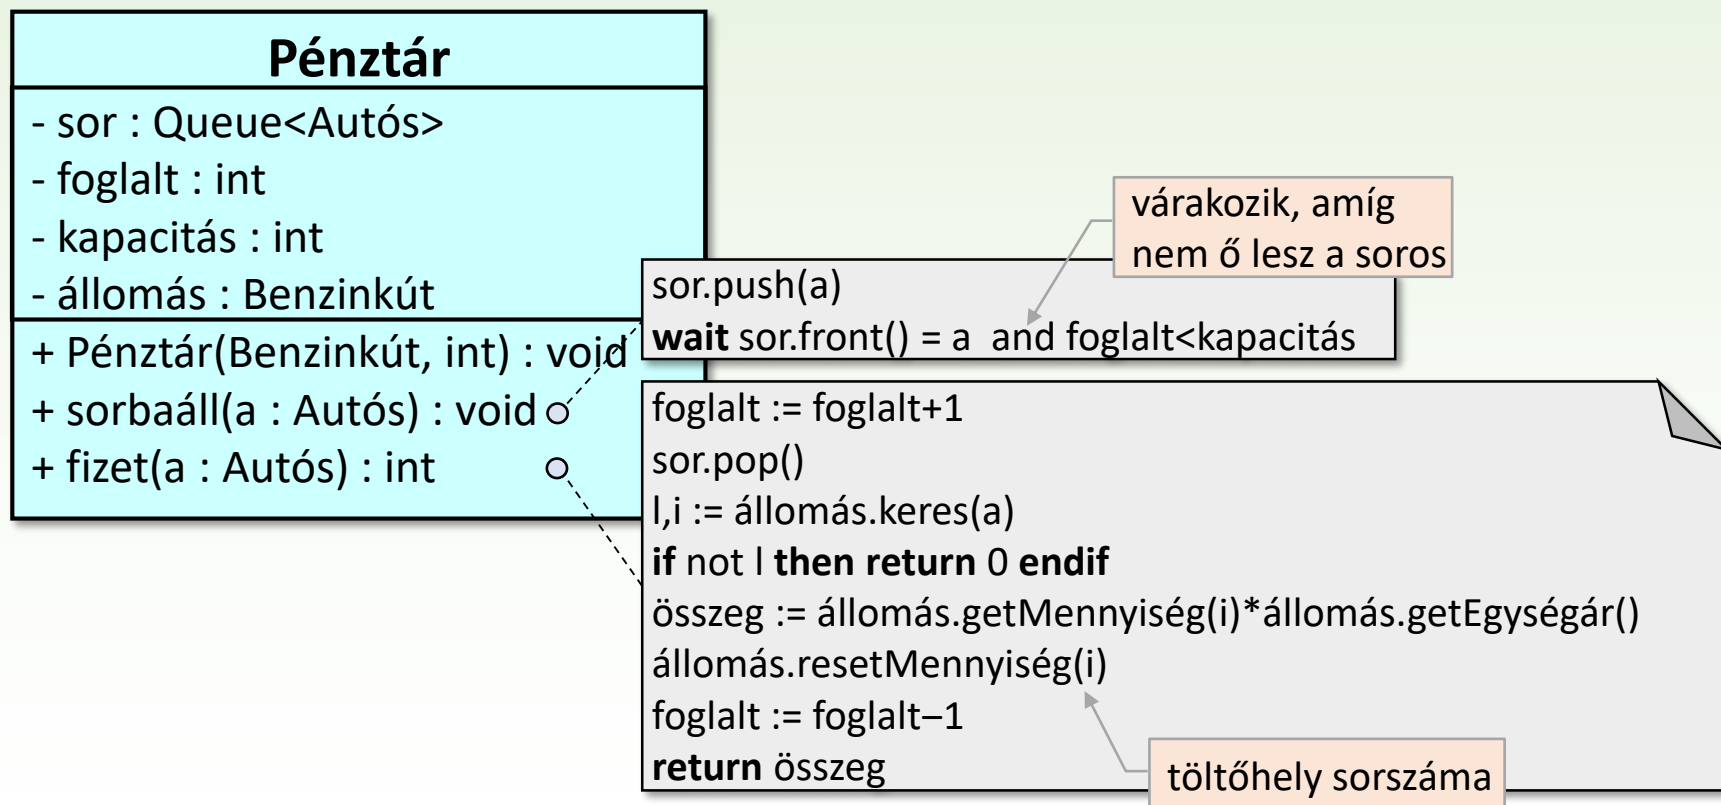 Pénztár
- sor : Queue<Autós>
- foglalt : int
- kapacitás : int
- állomás : Benzinkút
+ Pénztár(Benzinkút, int) : void
+ sorbaáll(a : Autós) : void
+ fizet(a : Autós) : int
várakozik, amíg
nem ő lesz a soros
sor.push(a)
wait sor.front() = a and foglalt<kapacitás
foglalt := foglalt+1
sor.pop()
l,i := állomás.keres(a)
if not l then return 0 endif
összeg := állomás.getMennyiség(i)*állomás.getEgységár()
állomás.resetMennyiség(i)
foglalt := foglalt–1
return összeg
töltőhely sorszáma